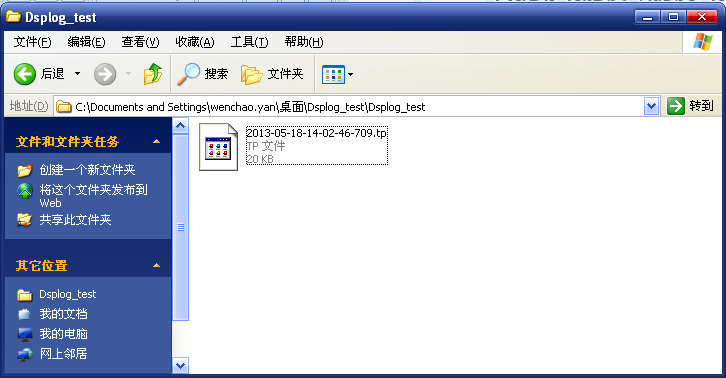 Dsplog_test
文件(F) 编辑(E) 查看(V) 收藏(A) 工具(T) 帮助(H)
后退 搜索 文件夹
地址(D) C:\Documents and Settings\wenchao.yan\桌面\Dsplog_test\Dsplog_test 转到
文件和文件夹任务
创建一个新文件夹
将这个文件夹发布到
Web
共享此文件夹
其它位置
Dsplog_test
我的文档
我的电脑
网上邻居
2013-05-18-14-02-46-709.tp
TP 文件
20 KB